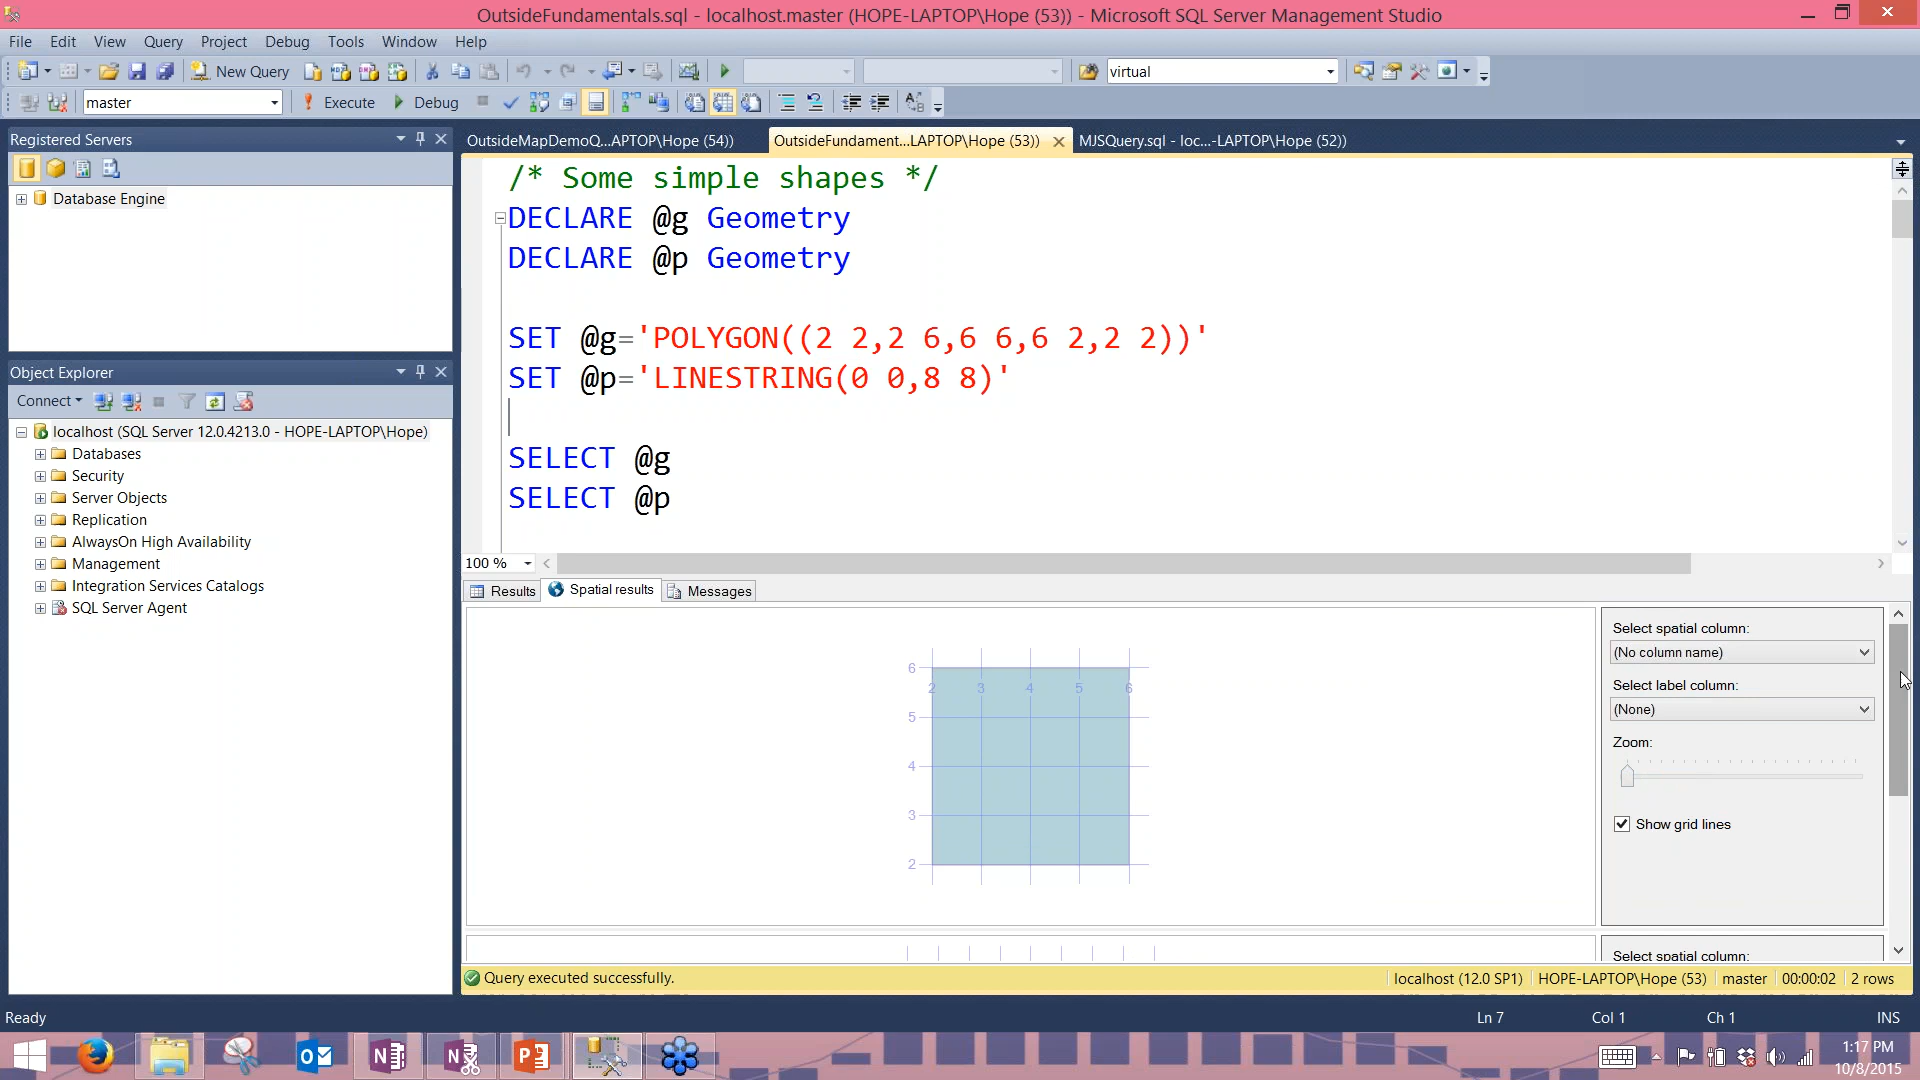 OutsideFundamentals.sql - localhost.master (HOPE-LAPTOP\Hope (53)) - Microsoft SQL Server Management Studio
File Edit View Query Project Debug Tools Window Help
New Query virtual
master Execute Debug
Registered Servers
Database Engine
Object Explorer
Connect
localhost (SQL Server 12.0.4213.0 - HOPE-LAPTOP\Hope)
Databases
Security
Server Objects
Replication
AlwaysOn High Availability
Management
Integration Services Catalogs
SQL Server Agent
OutsideMapDemoQ...APTOP\Hope (54)) OutsideFundament...LAPTOP\Hope (53)) MJSQuery.sql - loc...-LAPTOP\Hope (52))
/* Some simple shapes */
DECLARE @g Geometry
DECLARE @p Geometry
SET @g='POLYGON((2 2,2 6,6 6,6 2,2 2))'
SET @p='LINESTRING(0 0,8 8)'
SELECT @g
SELECT @p
100 %
Results Spatial results Messages
6
2 3 4 5 6
5
4
3
2
Select spatial column:
(No column name)
Select label column:
(None)
Zoom:
Show grid lines
Select spatial column:
Query executed successfully. localhost (12.0 SP1) HOPE-LAPTOP\Hope (53) master 00:00:02 2 rows
Ready Ln 7 Col 1 Ch 1 INS
1:17 PM
10/8/2015